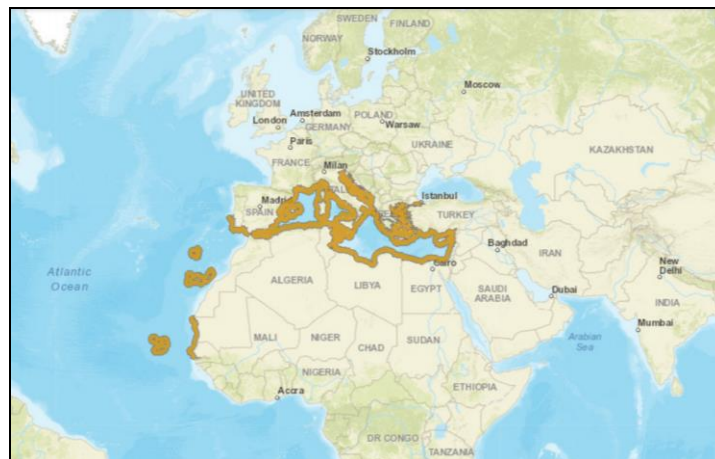 SWEDEN
FINLAND
NORWAY
Stockholm
Moscow
UNITED
KINGDOM
Amsterdam
London
POLAND
Warsaw
GERMANY
Paris
UKRAINE
KAZAKHSTAN
FRANCE
Milan
Istanbul
Madrid
SPAIN
TURKEY
Atlantic
Ocean
Baghdad
IRAN
New
Delhi
ALGERIA
LIBYA
EGYPT
SAUDI
ARABIA
Dubai
INDIA
Mumbai
Arabian
Sea
MALI
NIGER
CHAD
SUDAN
NIGERIA
ETHIOPIA
Accra
DR CONGO
TANZANIA